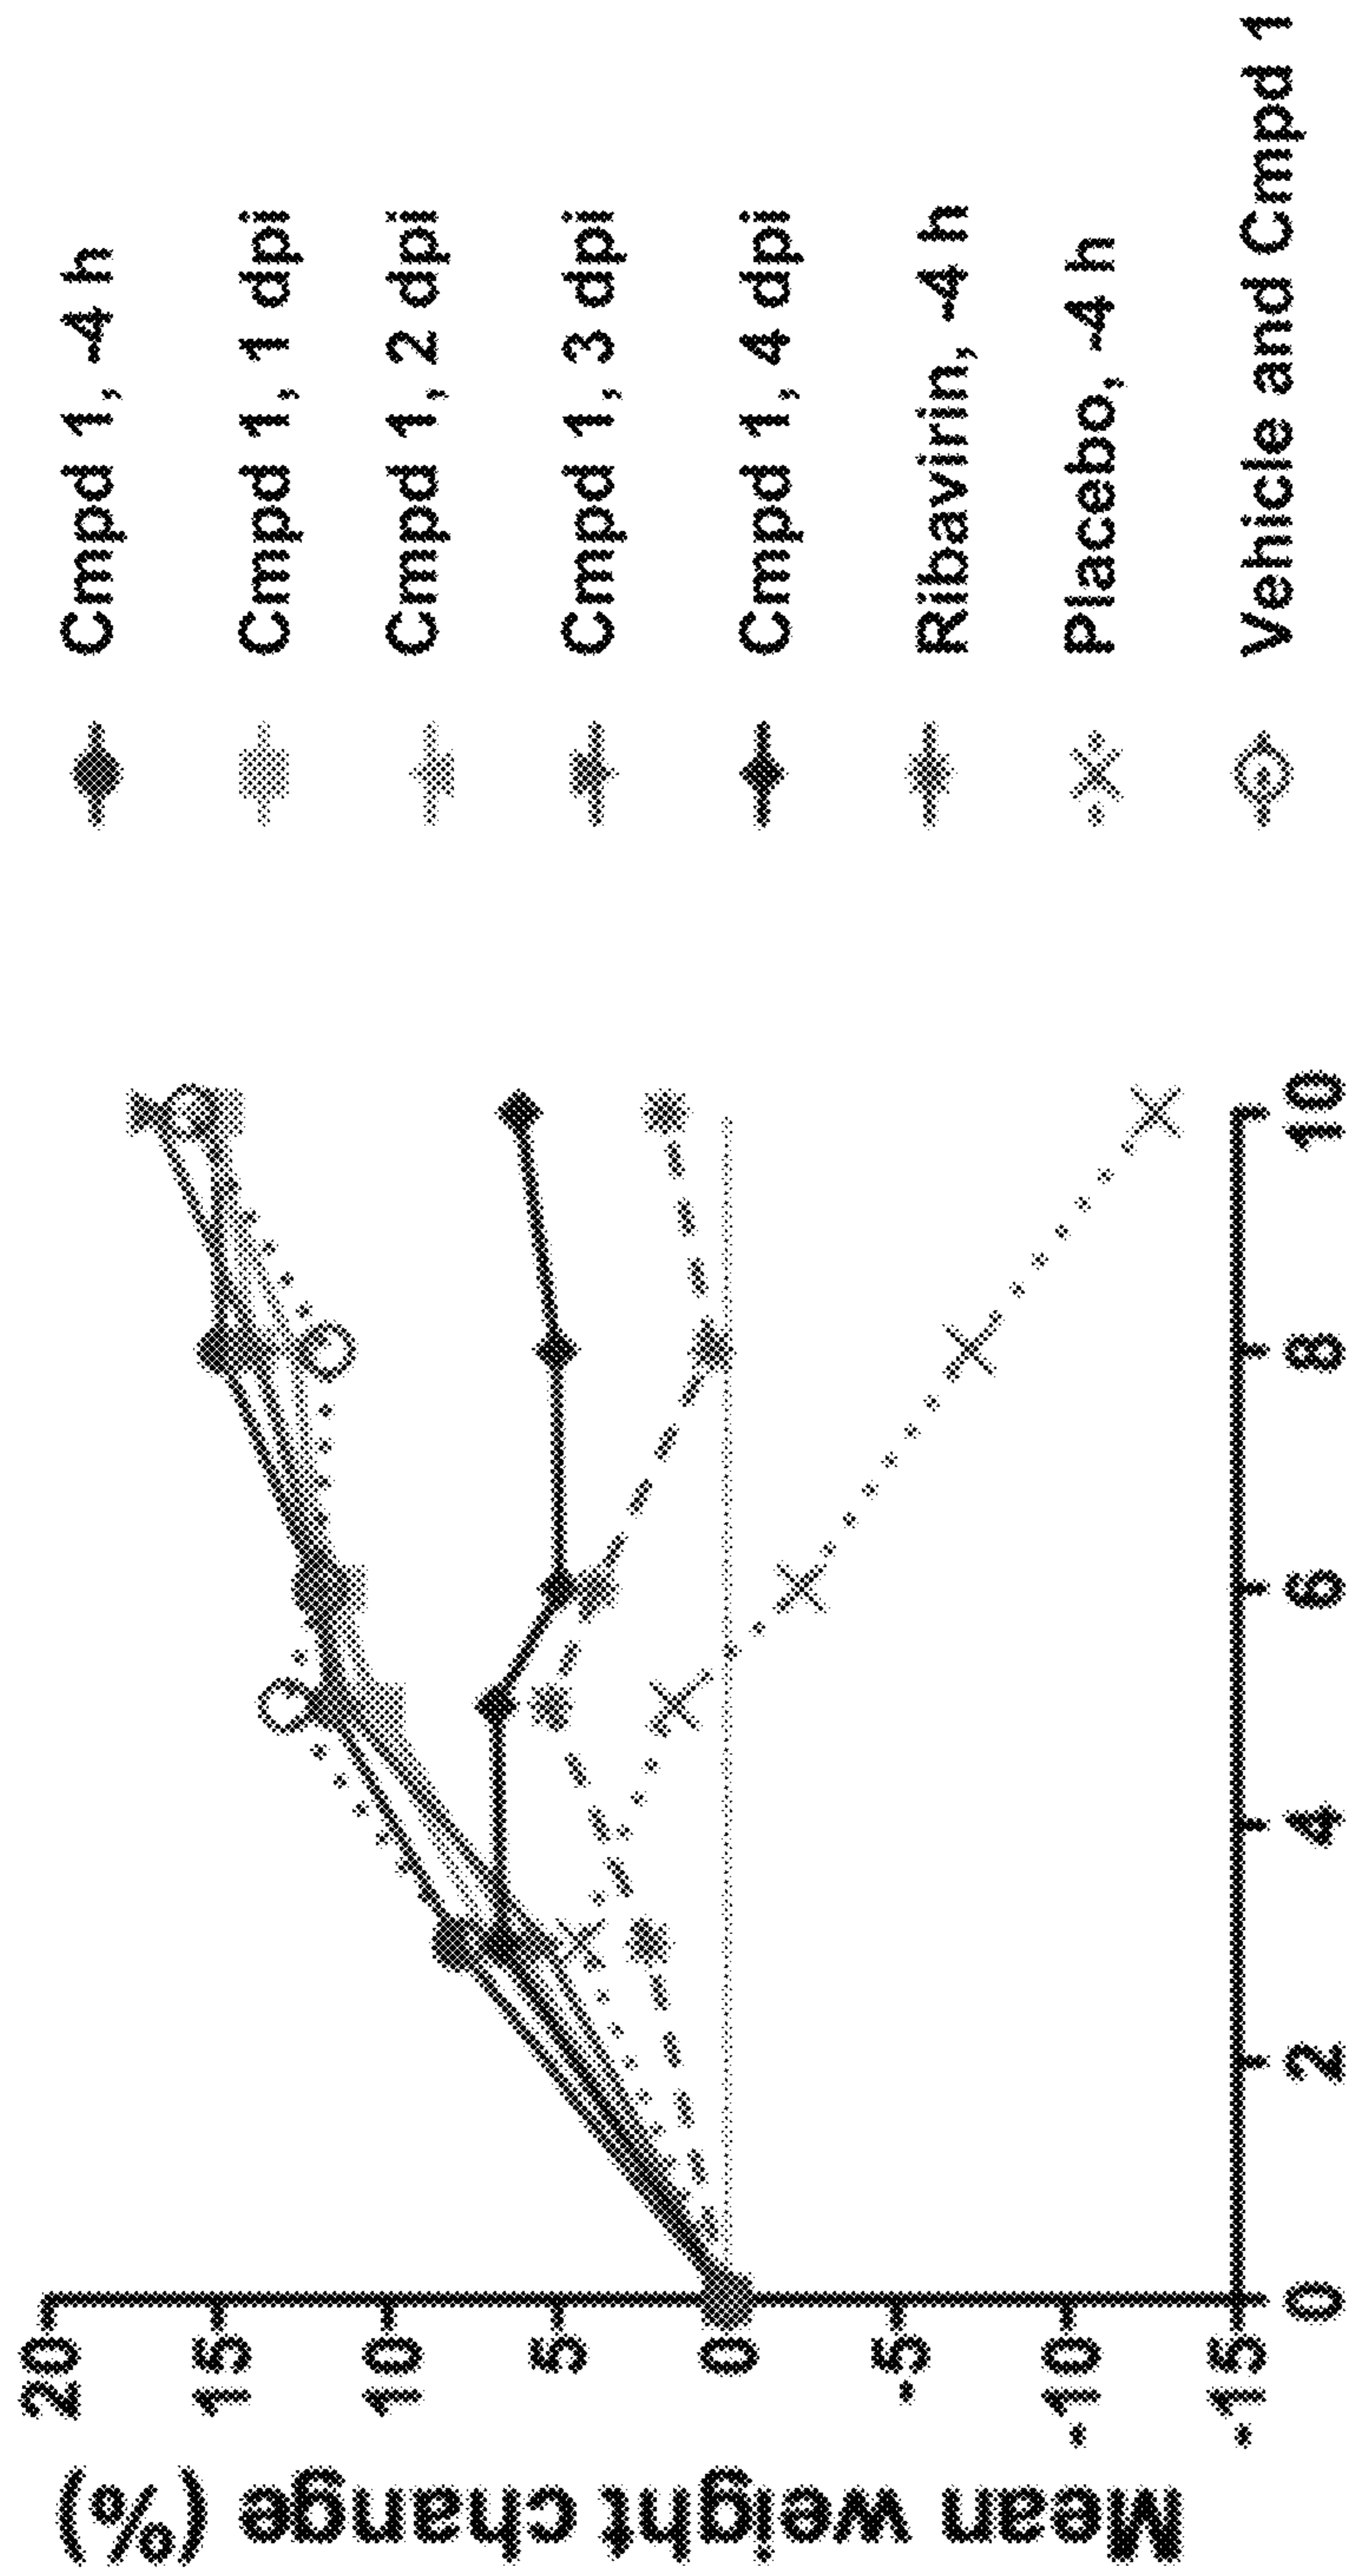 Mean weight change (%)
20
15
10
5
0
-5
-10
-15
0
2
4
6
8
10
Cmpd 1, -4 h
Cmpd 1, 1 dpi
Cmpd 1, 2 dpi
Cmpd 1, 3 dpi
Cmpd 1, 4 dpi
Ribavirin, -4 h
Placebo, -4 h
Vehicle and Cmpd 1